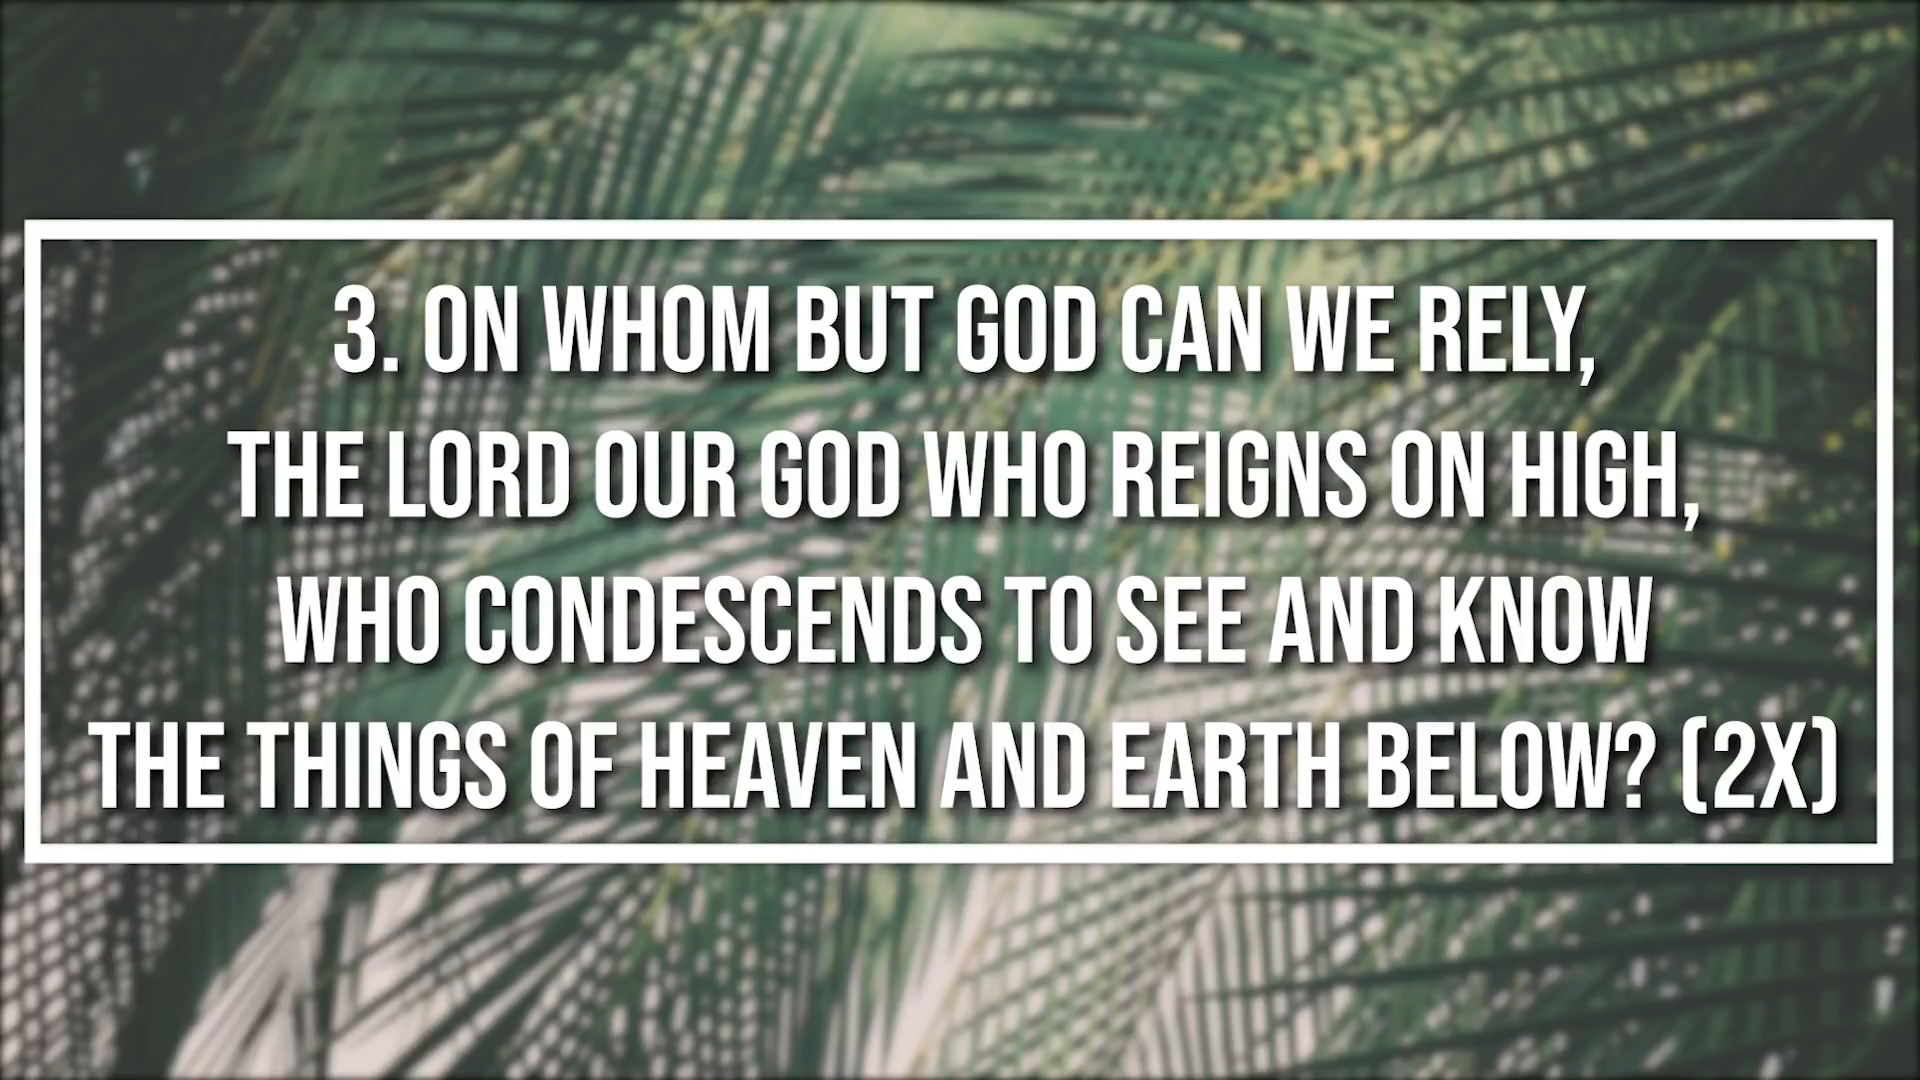 3. ON WHOM BUT GOD CAN WE RELY,
THE LORD OUR GOD WHO REIGNS ON HIGH,
WHO CONDESCENDS TO SEE AND KNOW
THE THINGS OF HEAVEN AND EARTH BELOW? (2X)